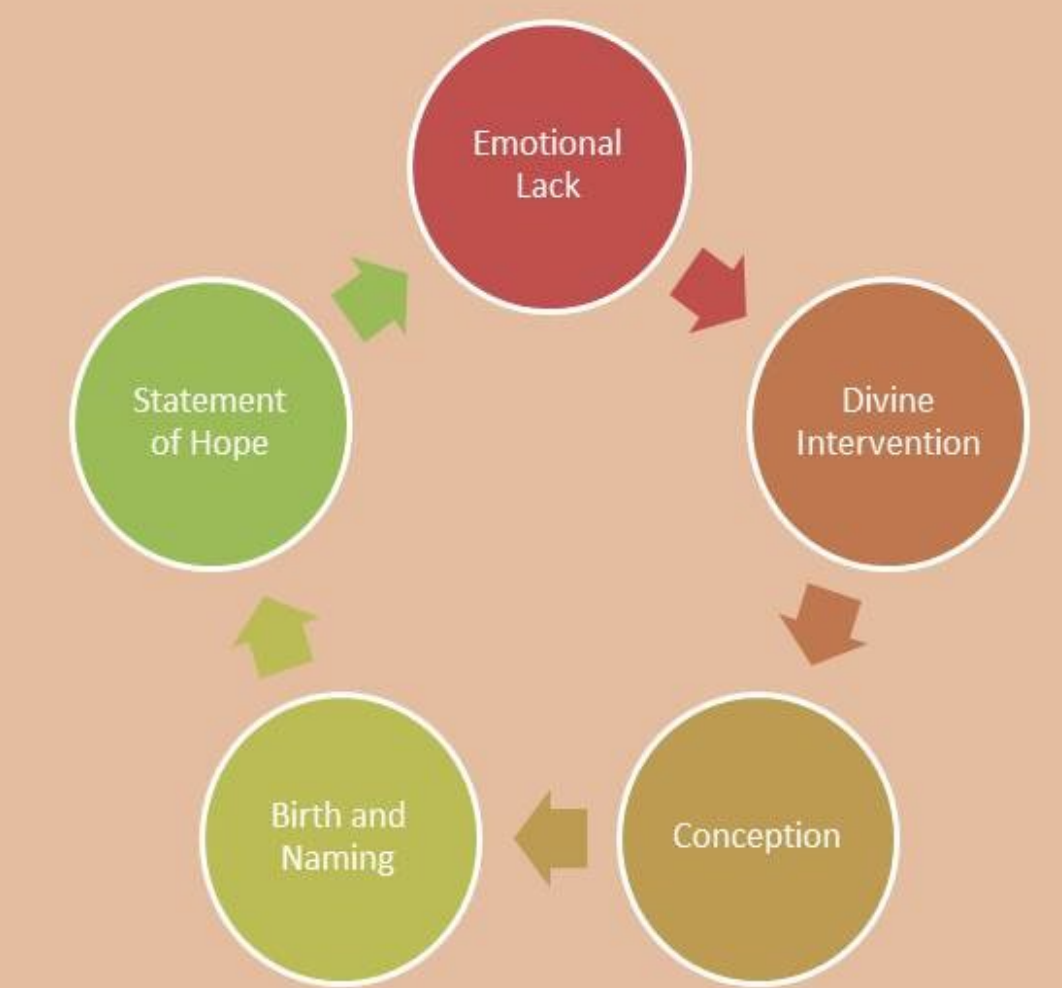 Emotional
Lack
Divine
Intervention
Conception
Birth and
Naming
Statement
of Hope